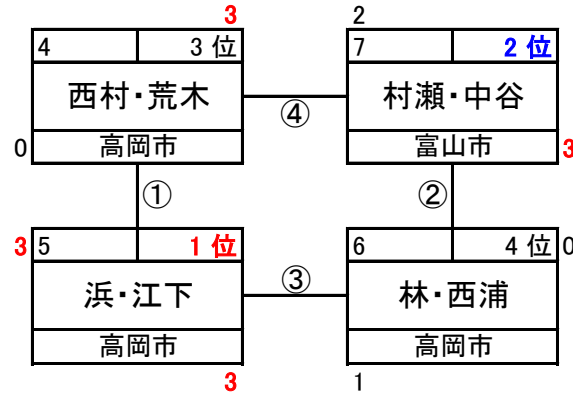 3 2
4 3位 7 2位
西村・荒木 村瀬・中谷
④
0 高岡市 富山市 3
① ②
3 5 1位 6 4位 0
浜・江下 ③ 林・西浦
高岡市 高岡市
3 1